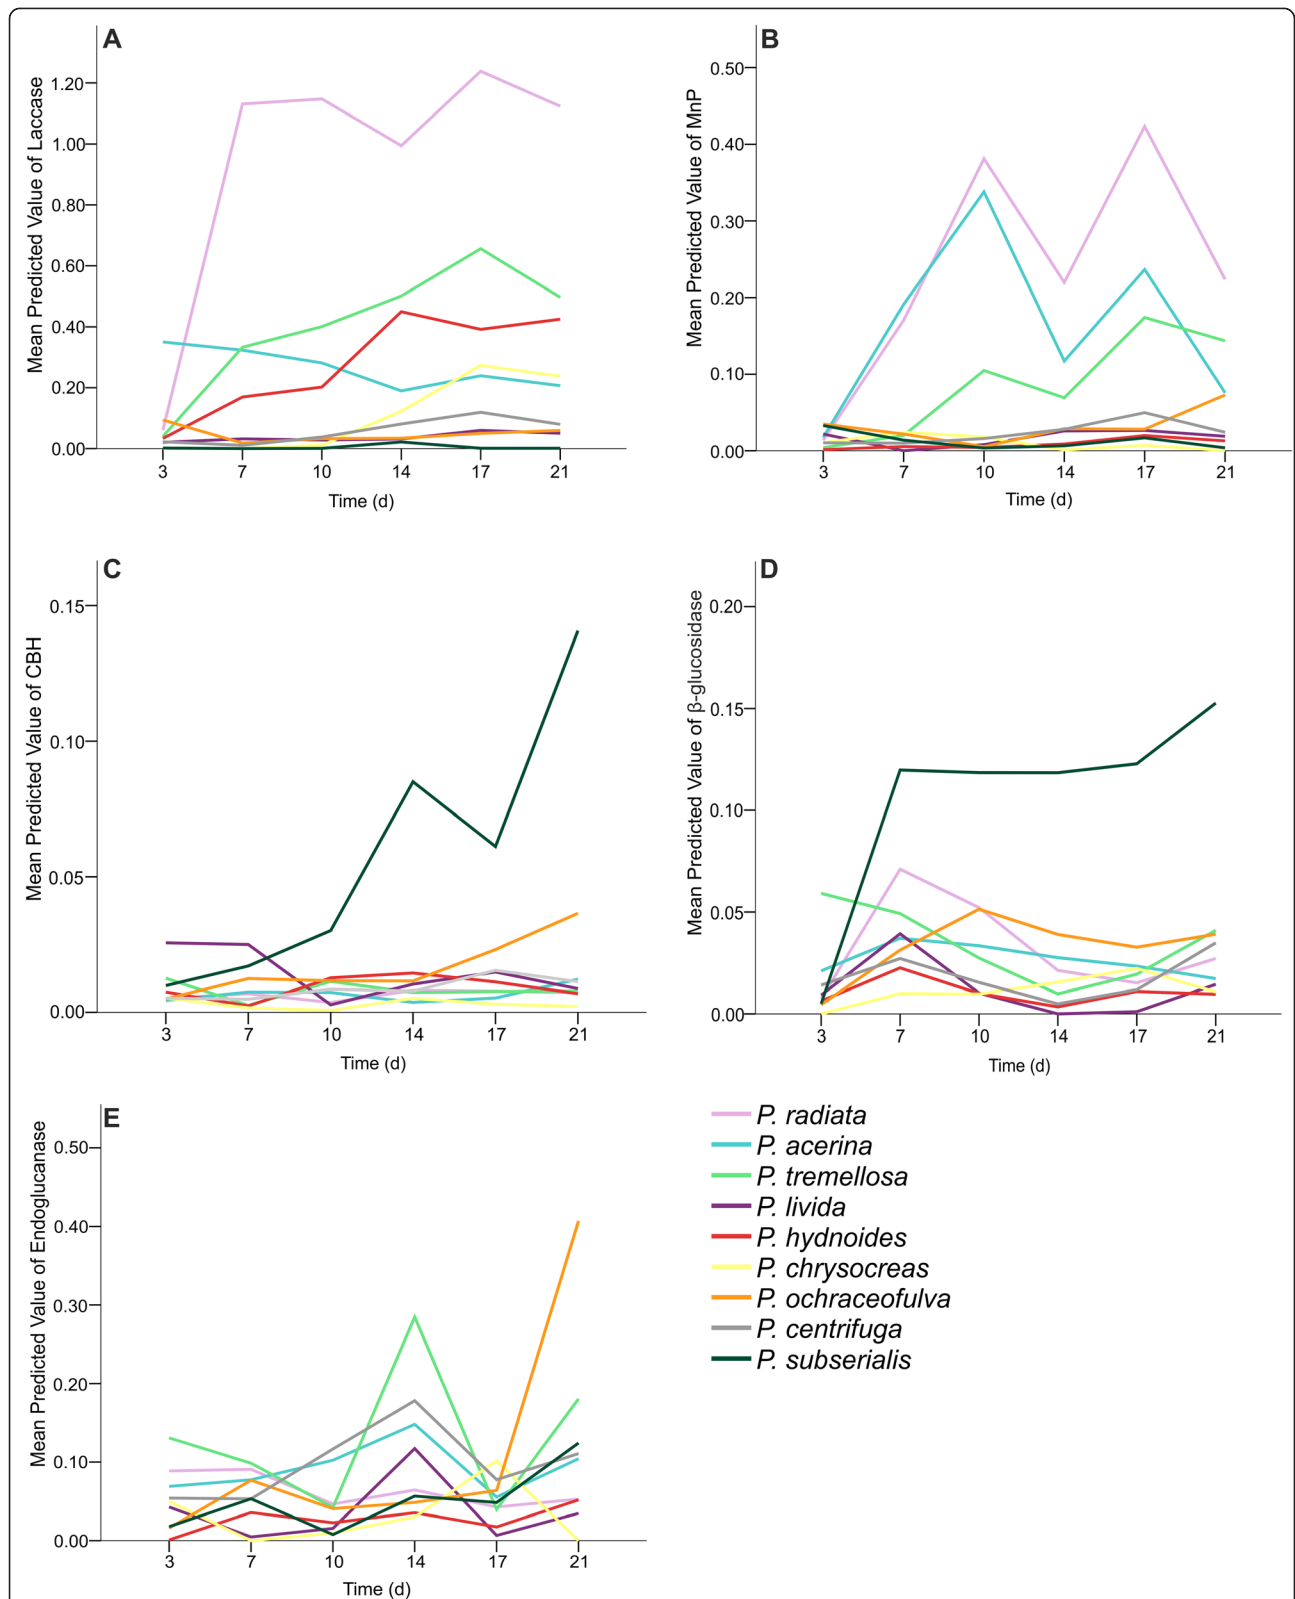 A
Mean Predicted Value of Laccase
1.20
1.00
0.80
0.60
0.40
0.20
0.00
3 7 10 14 17 21
Time (d)
B
Mean Predicted Value of MnP
0.50
0.40
0.30
0.20
0.10
0.00
3 7 10 14 17 21
Time (d)
C
Mean Predicted Value of CBH
0.15
0.10
0.05
0.00
3 7 10 14 17 21
Time (d)
D
Mean Predicted Value of β-glucosidase
0.20
0.15
0.10
0.05
0.00
3 7 10 14 17 21
Time (d)
E
Mean Predicted Value of Endoglucanase
0.50
0.40
0.30
0.20
0.10
0.00
3 7 10 14 17 21
Time (d)
P. radiata
P. acerina
P. tremellosa
P. livida
P. hydnoides
P. chrysocreas
P. ochraceofulva
P. centrifuga
P. subserialis